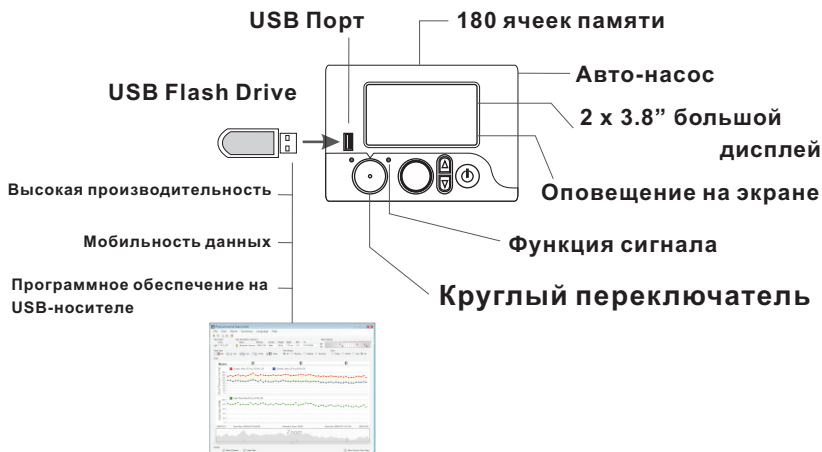 USB Порт
180 ячеек памяти
Авто-насос
USB Flash Drive
2 x 3.8” большой
дисплей
Высокая производительность
Оповещение на экране
Мобильность данных
Функция сигнала
Программное обеспечение на
USB-носителе
Круглый переключатель